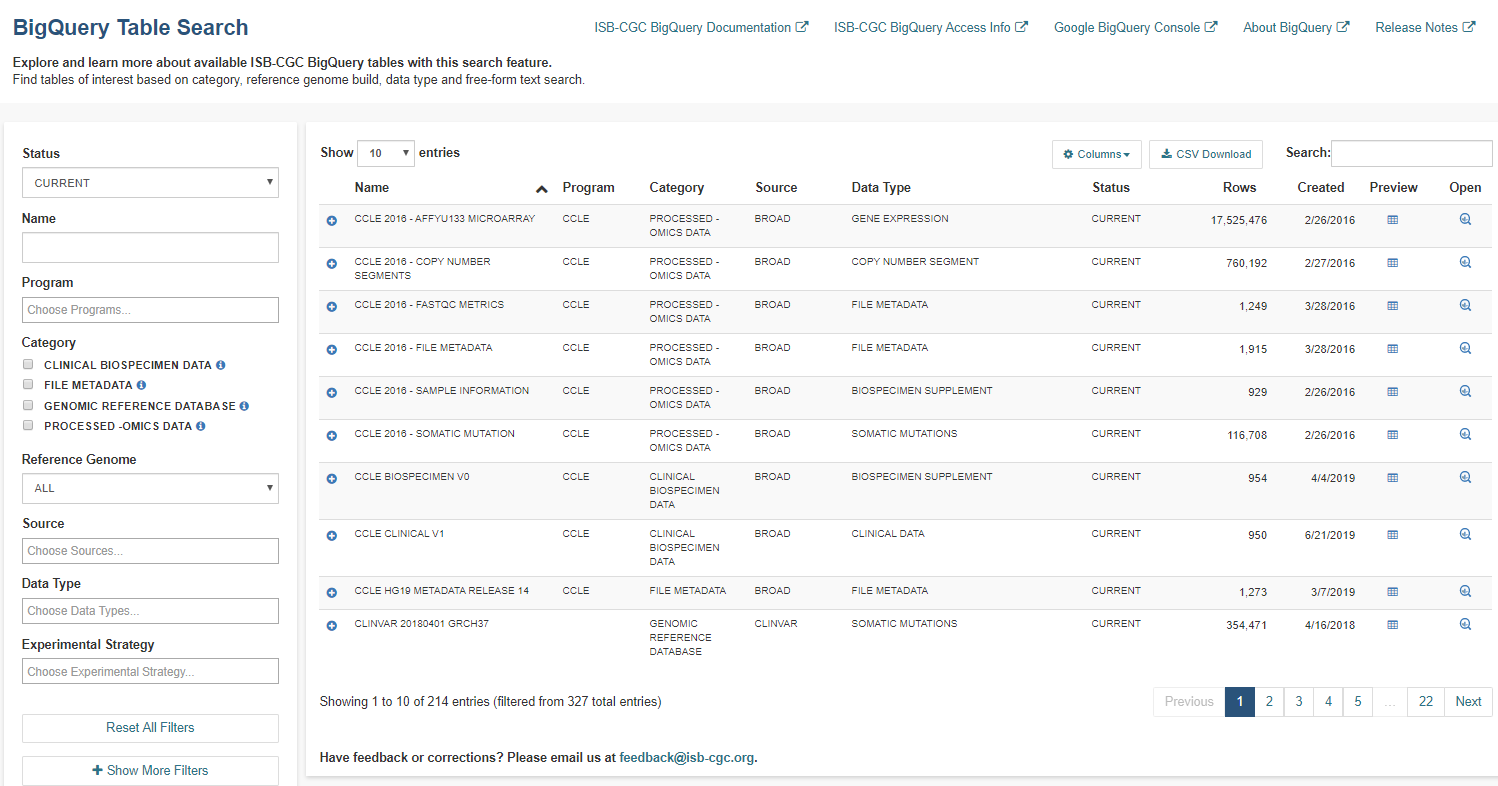 BigQuery Table Search
ISB-CGC BigQuery Documentation
ISB-CGC BigQuery Access Info
Google BigQuery Console
About BigQuery
Release Notes
Explore and learn more about available ISB-CGC BigQuery tables with this search feature.
Find tables of interest based on category, reference genome build, data type and free-form text search.
Status
CURRENT
Name
Program
Choose Programs...
Category
CLINICAL BIOSPECIMEN DATA
FILE METADATA
GENOMIC REFERENCE DATABASE
PROCESSED -OMICS DATA
Reference Genome
ALL
Source
Choose Sources...
Data Type
Choose Data Types...
Experimental Strategy
Choose Experimental Strategy...
Reset All Filters
Show More Filters
Show 10 entries
Columns
CSV Download
Search:
Name Program Category Source Data Type Status Rows Created Preview Open
CCLE 2016 - AFFYU133 MICROARRAY CCLE PROCESSED - BROAD GENE EXPRESSION CURRENT 17,525,476 2/26/2016
OMICS DATA
CCLE 2016 - COPY NUMBER CCLE PROCESSED - BROAD COPY NUMBER SEGMENT CURRENT 760,192 2/27/2016
SEGMENTS OMICS DATA
CCLE 2016 - FASTQC METRICS CCLE PROCESSED - BROAD FILE METADATA CURRENT 1,249 3/28/2016
OMICS DATA
CCLE 2016 - FILE METADATA CCLE PROCESSED - BROAD FILE METADATA CURRENT 1,915 3/28/2016
OMICS DATA
CCLE 2016 - SAMPLE INFORMATION CCLE PROCESSED - BROAD BIOSPECIMEN SUPPLEMENT CURRENT 929 2/26/2016
OMICS DATA
CCLE 2016 - SOMATIC MUTATION CCLE PROCESSED - BROAD SOMATIC MUTATIONS CURRENT 116,708 2/26/2016
OMICS DATA
CCLE BIOSPECIMEN V0 CCLE CLINICAL BROAD BIOSPECIMEN SUPPLEMENT CURRENT 954 4/4/2019
BIOSPECIMEN
DATA
CCLE CLINICAL V1 CCLE CLINICAL BROAD CLINICAL DATA CURRENT 950 6/21/2019
BIOSPECIMEN
DATA
CCLE HG19 METADATA RELEASE 14 CCLE FILE METADATA BROAD FILE METADATA CURRENT 1,273 3/7/2019
CLINVAR 20180401 GRCH37 GENOMIC CLINVAR SOMATIC MUTATIONS CURRENT 354,471 4/16/2018
REFERENCE
DATABASE
Showing 1 to 10 of 214 entries (filtered from 327 total entries)
Previous 1 2 3 4 5 ... 22 Next
Have feedback or corrections? Please email us at feedback@isb-cgc.org.